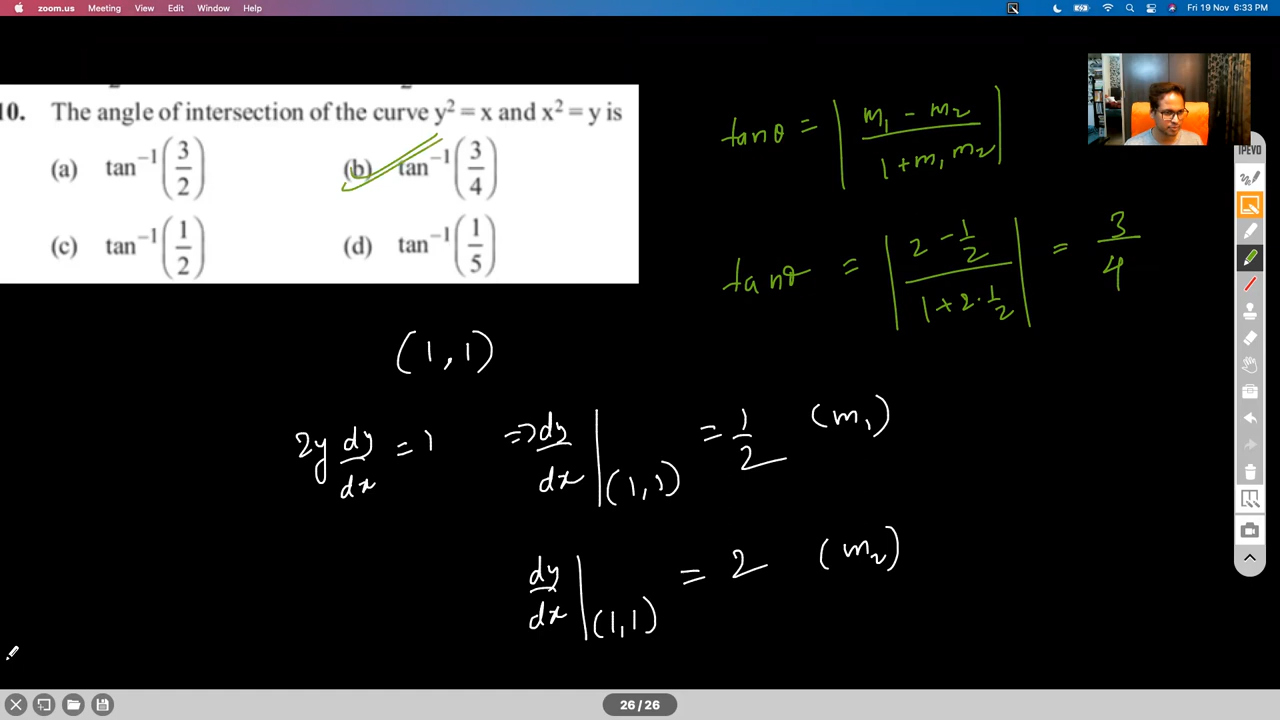 zoom.us Meeting View Edit Window Help Fri 19 Nov 6:33 PM
10. The angle of intersection of the curve y² = x and x² = y is
(a) tan⁻¹(3/2) (b) tan⁻¹(3/4)
(c) tan⁻¹(1/2) (d) tan⁻¹(1/5)
tanθ = | (m₁ - m₂) / (1 + m₁ m₂) |
tanθ = | (2 - 1/2) / (1 + 2 · 1/2) | = 3/4
(1, 1)
2y dy/dx = 1 => dy/dx |(1,1) = 1/2 (m₁)
dy/dx |(1,1) = 2 (m₂)
IPEVO
26 / 26